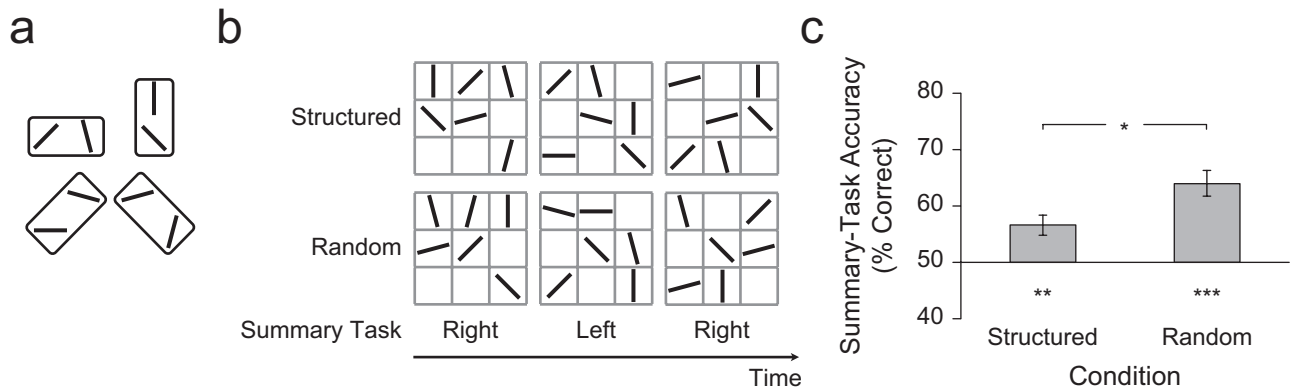 a
b
Structured
Random
Summary Task
Right
Left
Right
Time
c
Summary-Task Accuracy
(% Correct)
80
70
60
50
40
*
**
***
Structured
Random
Condition